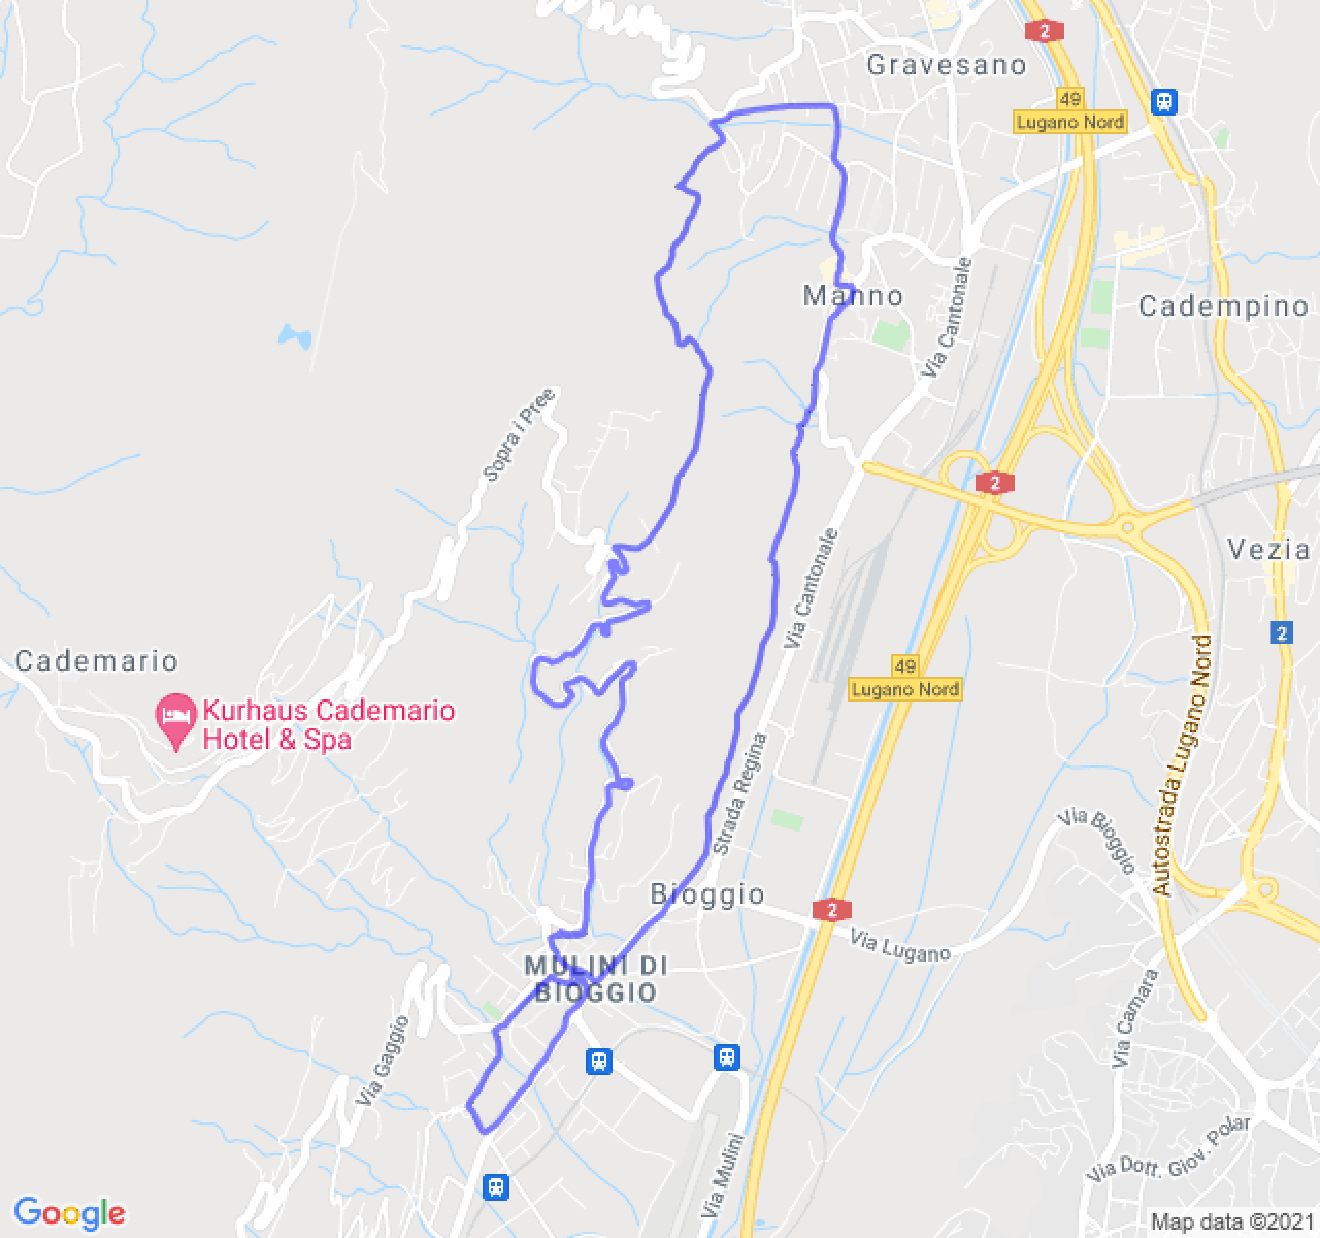 2
Gravesano
49
Lugano Nord
Manno
Via Cantonale
Cadempino
Sopra i Pree
2
Vezia
Via Cantonale
2
Cademario
49
Lugano Nord
Kurhaus Cademario
Hotel & Spa
Autostrada Lugano Nord
Strada Regina
Via Bioggio
Bioggio
2
Via Lugano
MULINI DI
BIOGGIO
Via Camara
Via Gaggio
Via Mulini
Via Dott. Giov. Polar
Google
Map data ©2021